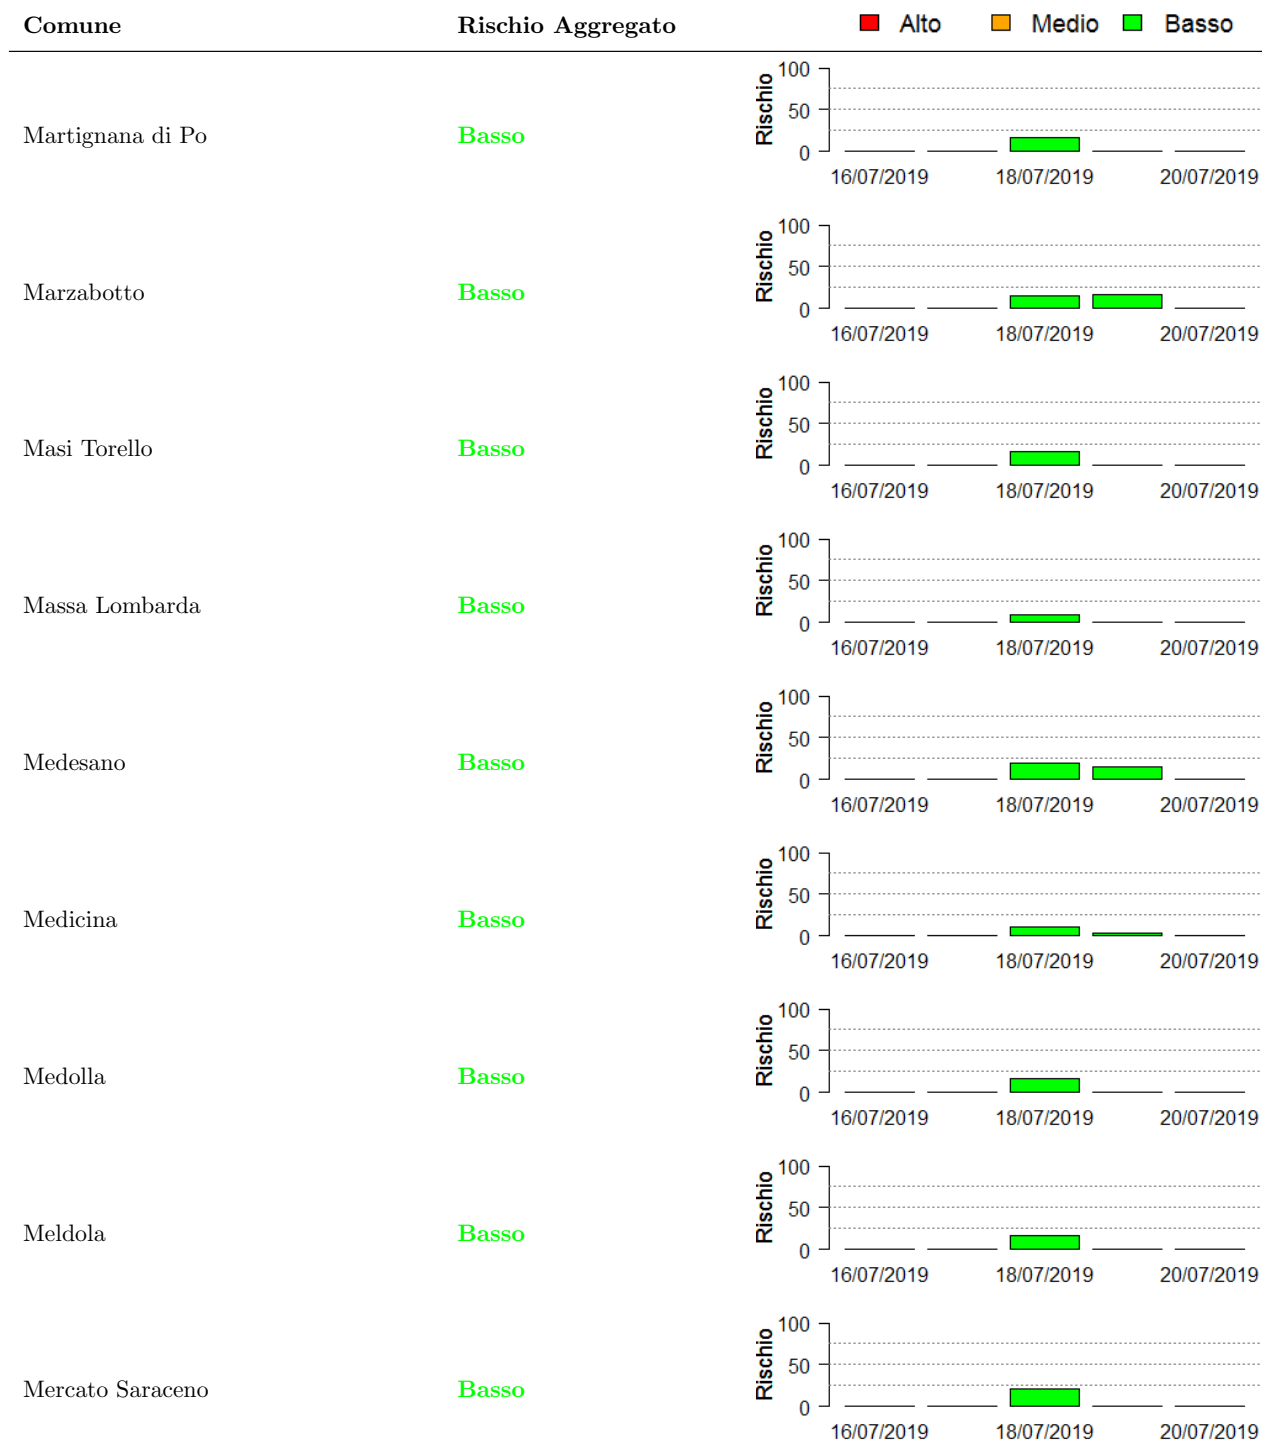 Comune Rischio Aggregato Alto Medio Basso
100
50
0
Rischio
Martignana di Po Basso
16/07/2019 18/07/2019 20/07/2019
100
50
0
Rischio
Marzabotto Basso
16/07/2019 18/07/2019 20/07/2019
100
50
0
Rischio
Masi Torello Basso
16/07/2019 18/07/2019 20/07/2019
100
50
0
Rischio
Massa Lombarda Basso
16/07/2019 18/07/2019 20/07/2019
100
50
0
Rischio
Medesano Basso
16/07/2019 18/07/2019 20/07/2019
100
50
0
Rischio
Medicina Basso
16/07/2019 18/07/2019 20/07/2019
100
50
0
Rischio
Medolla Basso
16/07/2019 18/07/2019 20/07/2019
100
50
0
Rischio
Meldola Basso
16/07/2019 18/07/2019 20/07/2019
100
50
0
Rischio
Mercato Saraceno Basso
16/07/2019 18/07/2019 20/07/2019